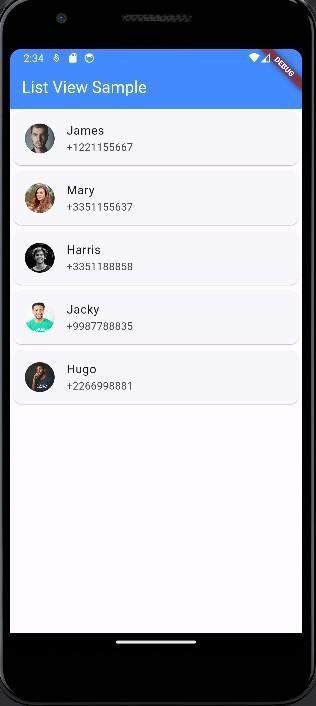 2:34
DEBUG
List View Sample
James
+1221155667
Mary
+3351155637
Harris
+3351188858
Jacky
+9987788835
Hugo
+2266998881